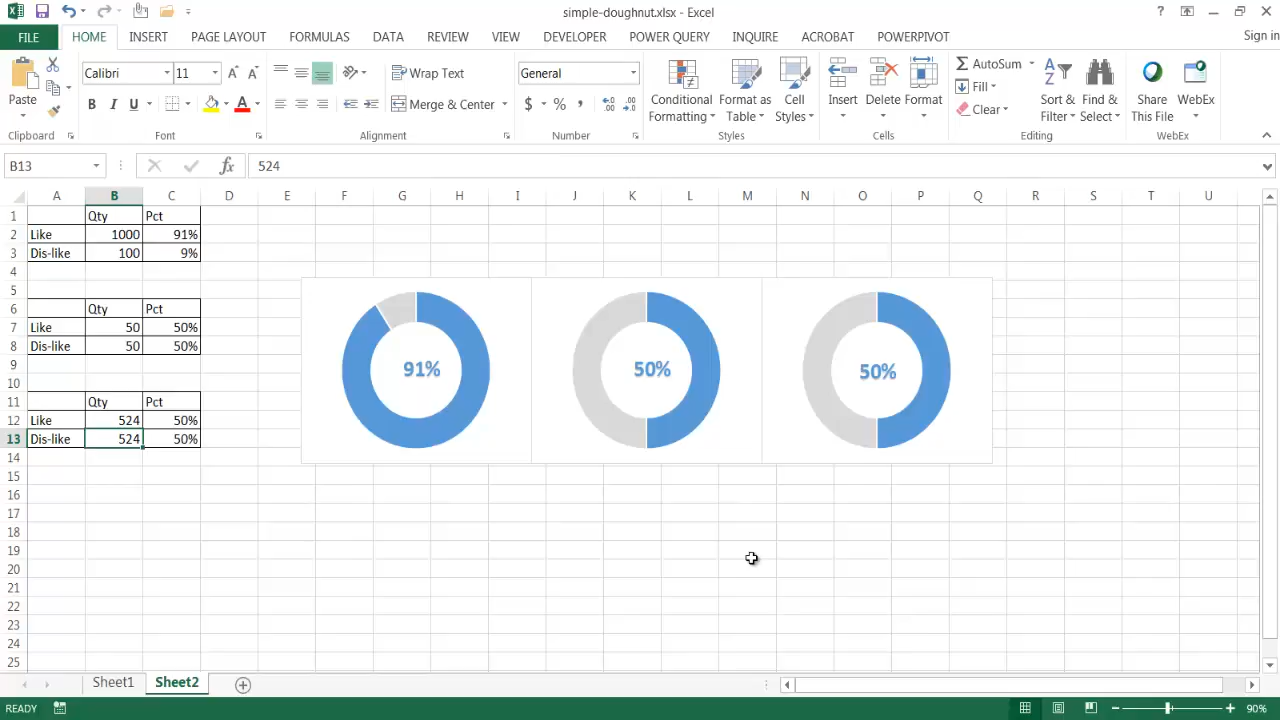 simple-doughnut.xlsx - Excel
FILE HOME INSERT PAGE LAYOUT FORMULAS DATA REVIEW VIEW DEVELOPER POWER QUERY INQUIRE ACROBAT POWERPIVOT Sign in
Paste
Clipboard
Calibri 11
B I U A
Font
Wrap Text
Merge & Center
Alignment
General
$ % ,
Number
Conditional Formatting
Format as Table
Cell Styles
Styles
Insert Delete Format
Cells
AutoSum
Fill
Clear
Sort & Filter
Find & Select
Editing
Share This File
WebEx
WebEx
B13 fx 524
A B C D E F G H I J K L M N O P Q R S T U
1 Qty Pct
2 Like 1000 91%
3 Dis-like 100 9%
4
5
6 Qty Pct
7 Like 50 50%
8 Dis-like 50 50%
9
10
11 Qty Pct
12 Like 524 50%
13 Dis-like 524 50%
14
15
16
17
18
19
20
21
22
23
24
25
91% 50% 50%
Sheet1 Sheet2
READY 90%